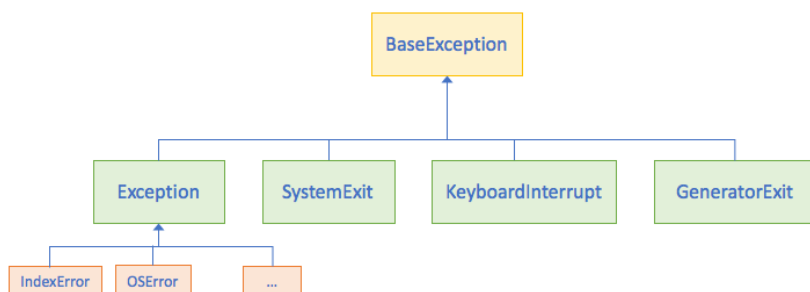 BaseException
Exception
SystemExit
KeyboardInterrupt
GeneratorExit
IndexError
OSError
...